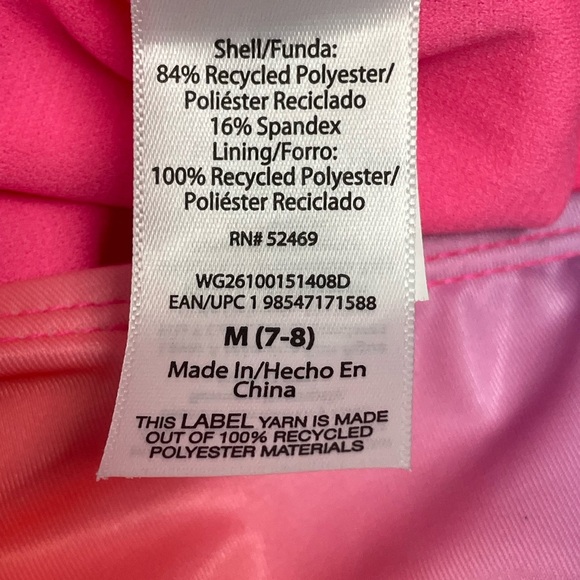 Shell/Funda:
84% Recycled Polyester/
Poliéster Reciclado
16% Spandex
Lining/Forro:
100% Recycled Polyester/
Poliéster Reciclado
RN# 52469
WG26100151408D
EAN/UPC 1 98547171588
M (7-8)
Made In/Hecho En
China
THIS LABEL YARN IS MADE
OUT OF 100% RECYCLED
POLYESTER MATERIALS